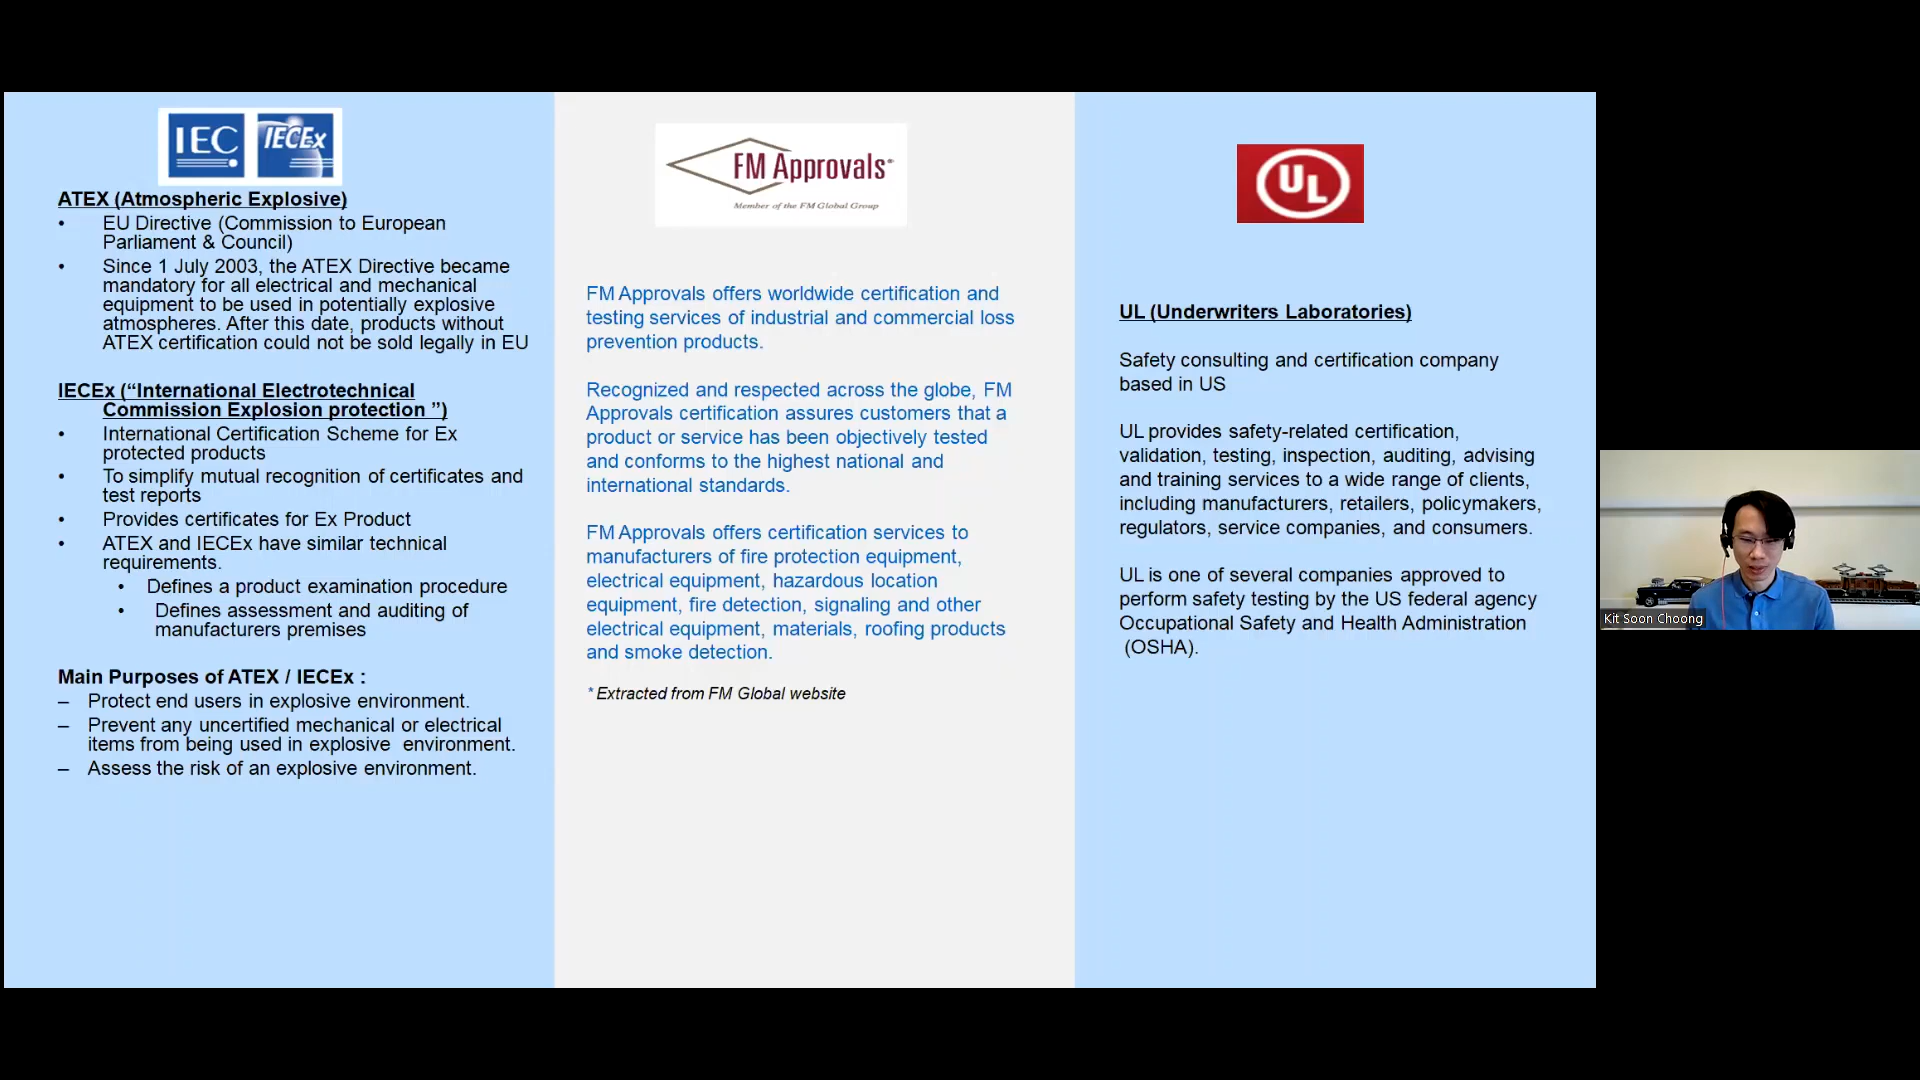 IEC IECEx
ATEX (Atmospheric Explosive)
• EU Directive (Commission to European
Parliament & Council)
• Since 1 July 2003, the ATEX Directive became
mandatory for all electrical and mechanical
equipment to be used in potentially explosive
atmospheres. After this date, products without
ATEX certification could not be sold legally in EU
IECEx (“International Electrotechnical
Commission Explosion protection ”)
• International Certification Scheme for Ex
protected products
• To simplify mutual recognition of certificates and
test reports
• Provides certificates for Ex Product
• ATEX and IECEx have similar technical
requirements.
• Defines a product examination procedure
• Defines assessment and auditing of
manufacturers premises
Main Purposes of ATEX / IECEx :
– Protect end users in explosive environment.
– Prevent any uncertified mechanical or electrical
items from being used in explosive  environment.
– Assess the risk of an explosive environment.
FM Approvals®
Member of the FM Global Group
FM Approvals offers worldwide certification and
testing services of industrial and commercial loss
prevention products.
Recognized and respected across the globe, FM
Approvals certification assures customers that a
product or service has been objectively tested
and conforms to the highest national and
international standards.
FM Approvals offers certification services to
manufacturers of fire protection equipment,
electrical equipment, hazardous location
equipment, fire detection, signaling and other
electrical equipment, materials, roofing products
and smoke detection.
* Extracted from FM Global website
UL
UL (Underwriters Laboratories)
Safety consulting and certification company
based in US
UL provides safety-related certification,
validation, testing, inspection, auditing, advising
and training services to a wide range of clients,
including manufacturers, retailers, policymakers,
regulators, service companies, and consumers.
UL is one of several companies approved to
perform safety testing by the US federal agency
Occupational Safety and Health Administration
(OSHA).
Kit Soon Choong